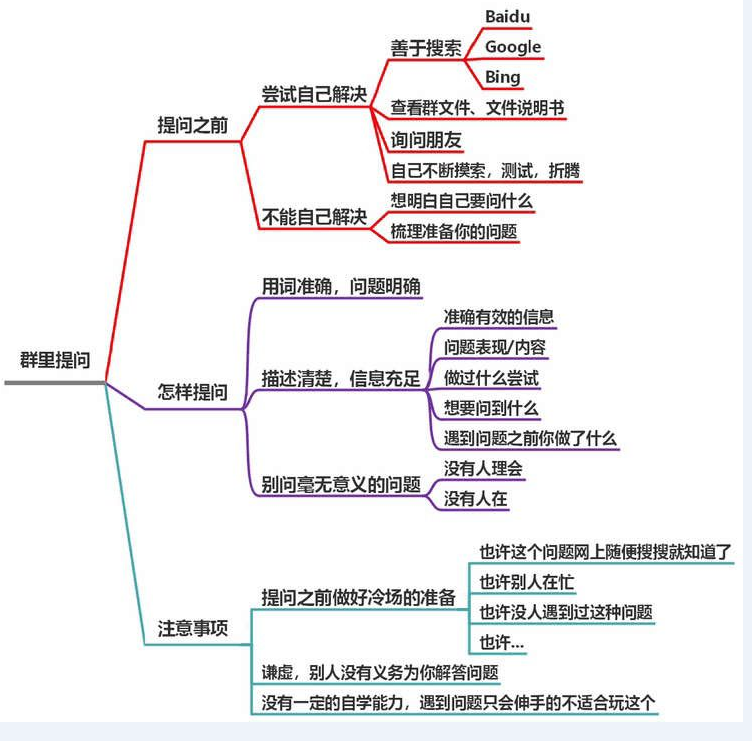 群里提问
提问之前
尝试自己解决
善于搜索
Baidu
Google
Bing
查看群文件、文件说明书
询问朋友
自己不断摸索，测试，折腾
不能自己解决
想明白自己要问什么
梳理准备你的问题
怎样提问
用词准确，问题明确
描述清楚，信息充足
准确有效的信息
问题表现/内容
做过什么尝试
想要问到什么
遇到问题之前你做了什么
别问毫无意义的问题
没有人理会
没有人在
注意事项
提问之前做好冷场的准备
也许这个问题网上随便搜搜就知道了
也许别人在忙
也许没人遇到过这种问题
也许...
谦虚，别人没有义务为你解答问题
没有一定的自学能力，遇到问题只会伸手的不适合玩这个